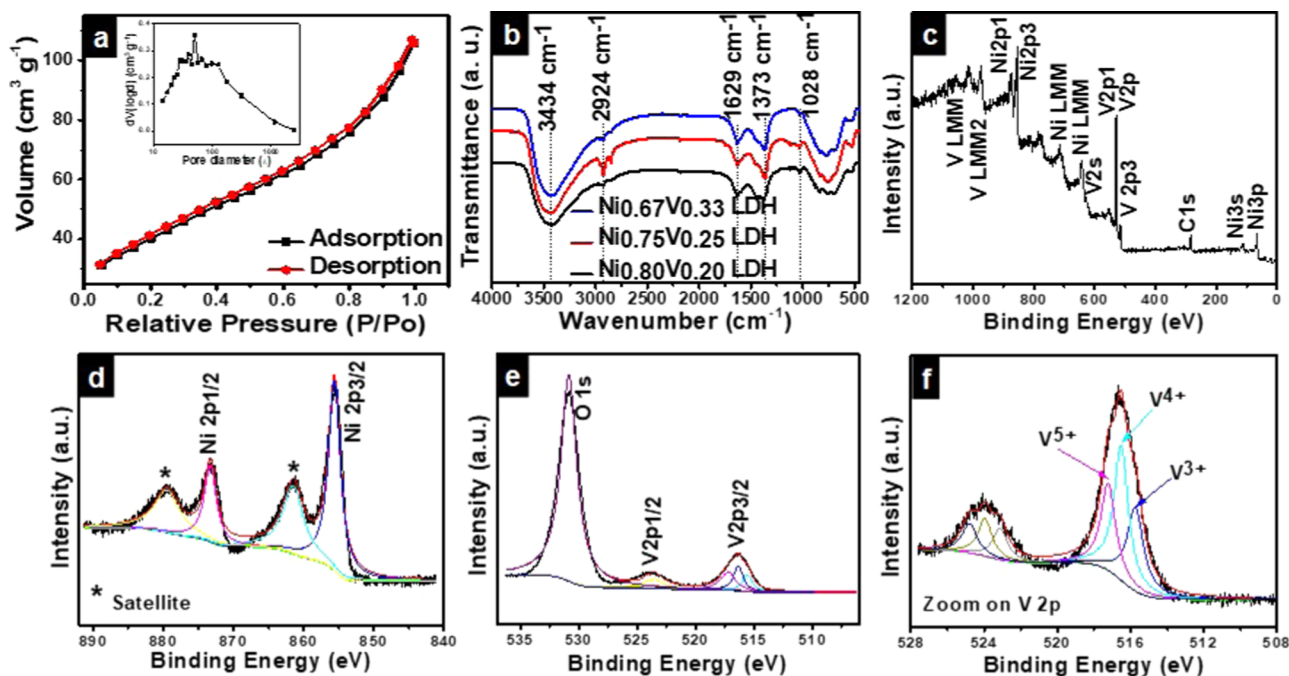 a
Volume (cm³ g⁻¹)
100
80
60
40
0.0 0.2 0.4 0.6 0.8 1.0
Relative Pressure (P/Po)
Adsorption
Desorption
dV(logd) (cm³ g⁻¹)
0.4
0.3
0.2
0.1
0.0
10 100 1000
Pore diameter
b
Transmittance (a. u.)
3434 cm⁻¹
2924 cm⁻¹
1629 cm⁻¹
1373 cm⁻¹
1028 cm⁻¹
Ni0.67V0.33 LDH
Ni0.75V0.25 LDH
Ni0.80V0.20 LDH
4000 3500 3000 2500 2000 1500 1000 500
Wavenumber (cm⁻¹)
c
Intensity (a.u.)
V LMM
V LMM2
Ni2p1
Ni2p3
Ni LMM
Ni LMM
V2s
V2p1
V2p
V 2p3
C1s
Ni3s
Ni3p
1200 1000 800 600 400 200 0
Binding Energy (eV)
d
Intensity (a.u.)
*
Ni 2p1/2
*
Ni 2p3/2
* Satellite
890 880 870 860 850 840
Binding Energy (eV)
e
Intensity (a.u.)
O 1s
V2p1/2
V2p3/2
535 530 525 520 515 510
Binding Energy (eV)
f
Intensity (a.u.)
V⁵⁺
V⁴⁺
V³⁺
Zoom on V 2p
528 524 520 516 512 508
Binding Energy (eV)